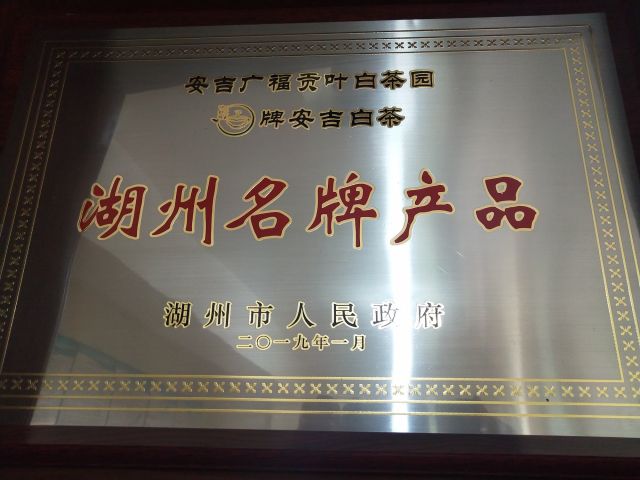 安吉广福贡叶白茶园
牌安吉白茶
湖州名牌产品
湖州市人民政府
二〇一九年一月